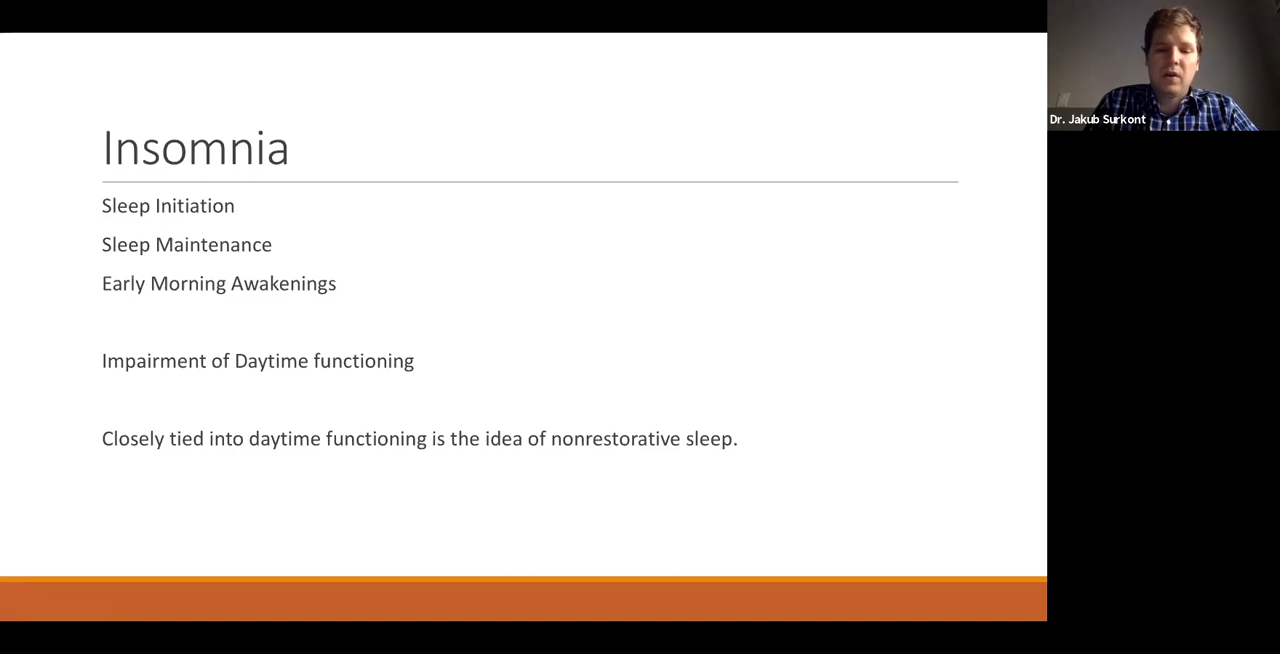 Insomnia
Sleep Initiation
Sleep Maintenance
Early Morning Awakenings
Impairment of Daytime functioning
Closely tied into daytime functioning is the idea of nonrestorative sleep.
Dr. Jakub Surkont